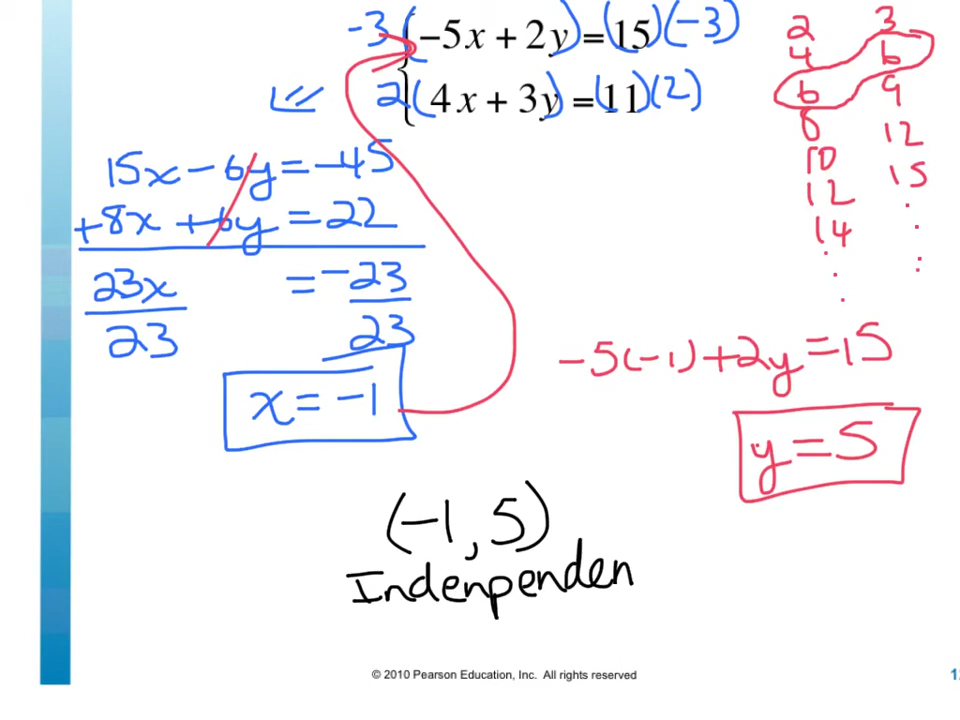 -3(-5x + 2y)=(15)(-3)
2(4x + 3y)=(11)(2)
15x - 6y = -45
+8x + 6y = 22
23x = -23
23 23
x = -1
2 3
4 6
6 9
8 12
10 15
12 .
14 .
. :
.
.
-5(-1) + 2y = 15
y = 5
(-1, 5)
Indenpenden
© 2010 Pearson Education, Inc. All rights reserved